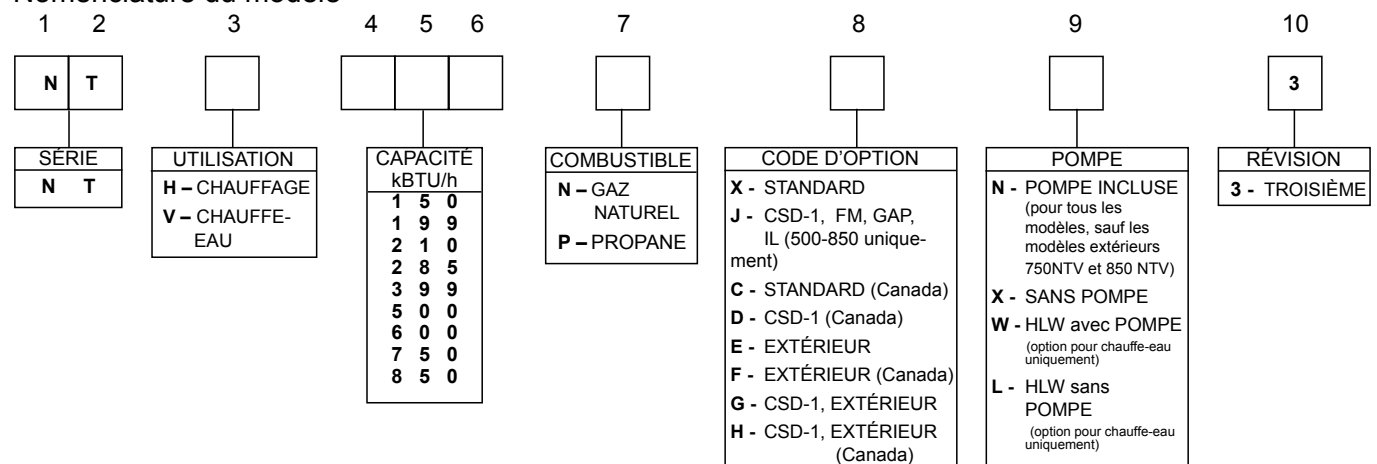 Nomenclature du modèle
1 2 3 4 5 6 7 8 9 10
N T 3
SÉRIE
N T
UTILISATION
H – CHAUFFAGE
V – CHAUFFE-
EAU
CAPACITÉ
kBTU/h
1 5 0
1 9 9
2 1 0
2 8 5
3 9 9
5 0 0
6 0 0
7 5 0
8 5 0
COMBUSTIBLE
N – GAZ
NATUREL
P – PROPANE
CODE D'OPTION
X - STANDARD
J - CSD-1, FM, GAP,
IL (500-850 unique-
ment)
C - STANDARD (Canada)
D - CSD-1 (Canada)
E - EXTÉRIEUR
F - EXTÉRIEUR (Canada)
G - CSD-1, EXTÉRIEUR
H - CSD-1, EXTÉRIEUR
(Canada)
POMPE
N - POMPE INCLUSE
(pour tous les
modèles, sauf les
modèles extérieurs
750NTV et 850 NTV)
X - SANS POMPE
W - HLW avec POMPE
(option pour chauffe-eau
uniquement)
L - HLW sans
POMPE
(option pour chauffe-eau
uniquement)
RÉVISION
3 - TROISIÈME